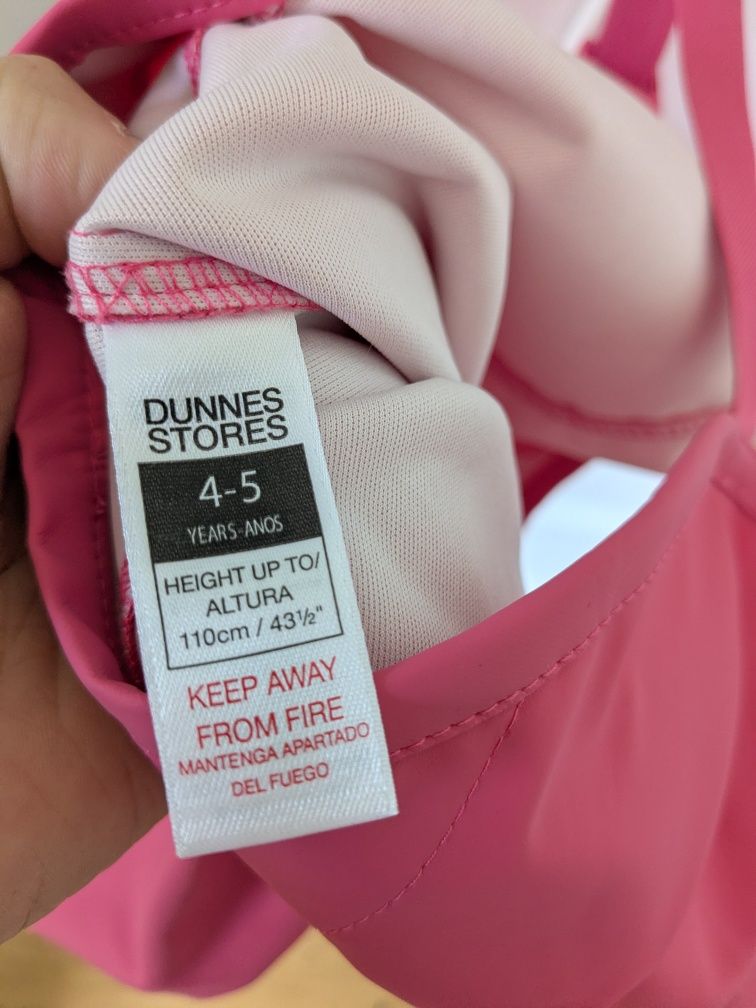 DUNNES
STORES
4-5
YEARS-ANOS
HEIGHT UP TO/
ALTURA
110cm / 43½"
KEEP AWAY
FROM FIRE
MANTENGA APARTADO
DEL FUEGO